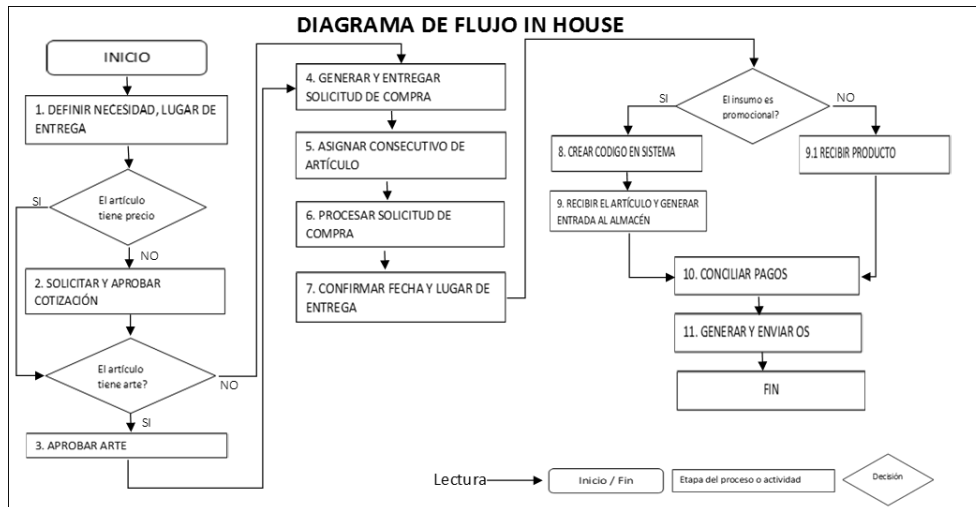 DIAGRAMA DE FLUJO IN HOUSE
INICIO
1. DEFINIR NECESIDAD, LUGAR DE
ENTREGA
El artículo
tiene precio
SI
NO
2. SOLICITAR Y APROBAR
COTIZACIÓN
El artículo
tiene arte?
NO
SI
3. APROBAR ARTE
4. GENERAR Y ENTREGAR
SOLICITUD DE COMPRA
5. ASIGNAR CONSECUTIVO DE
ARTÍCULO
6. PROCESAR SOLICITUD DE
COMPRA
7. CONFIRMAR FECHA Y LUGAR DE
ENTREGA
El insumo es
promocional?
SI
NO
8. CREAR CODIGO EN SISTEMA
9.1 RECIBIR PRODUCTO
9. RECIBIR EL ARTÍCULO Y GENERAR
ENTRADA AL ALMACÉN
10. CONCILIAR PAGOS
11. GENERAR Y ENVIAR OS
FIN
Lectura
Inicio / Fin
Etapa del proceso o actividad
Decisión